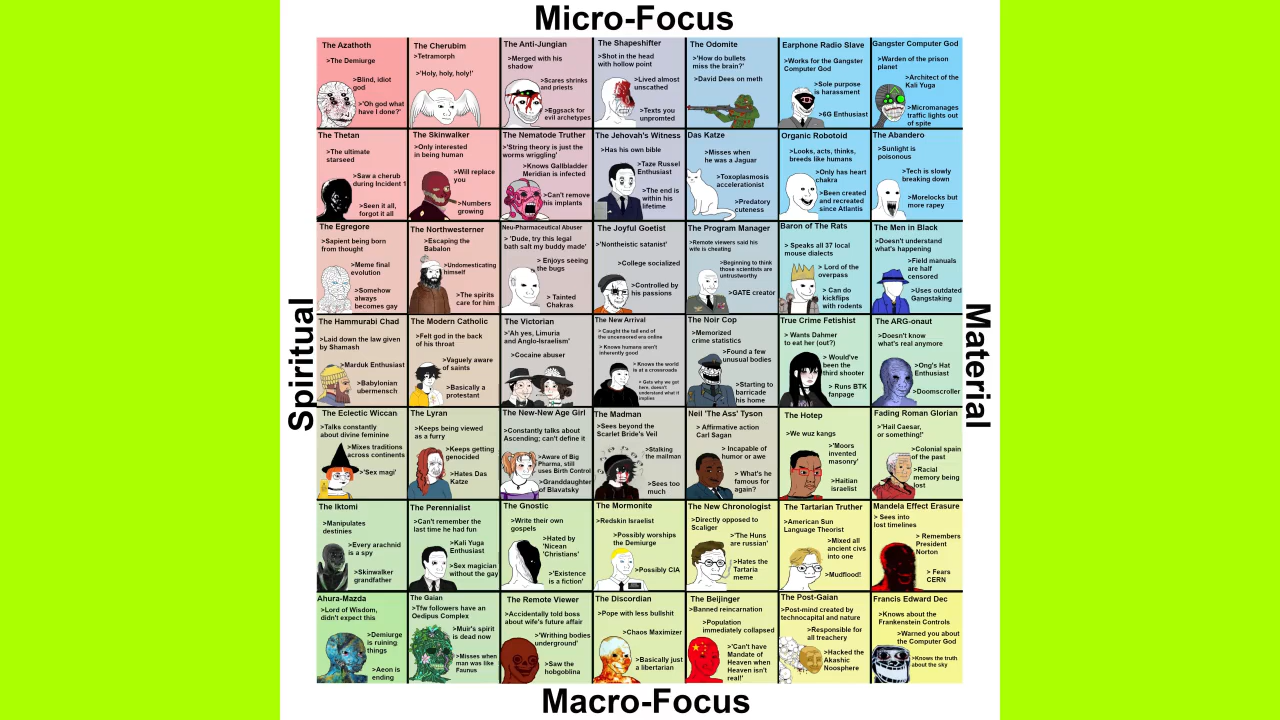 Micro-Focus
Spiritual
Material
The Azathoth
>The Demiurge
>Blind, idiot
god
>'Oh god what
have I done?'
The Cherubim
>Tetramorph
>'Holy, holy, holy!'
The Anti-Jungian
>Merged with his
shadow
>Scares shrinks
and priests
>Eggsack for
evil archetypes
The Shapeshifter
>Shot in the head
with hollow point
>Lived almost
unscathed
>Texts you
unprompted
The Odomite
>'How do bullets
miss the brain?'
>David Dees on meth
Earphone Radio Slave
>Works for the Gangster
Computer God
>Sole purpose
is harassment
>6G Enthusiast
Gangster Computer God
>Warden of the prison
planet
>Architect of the
Kali Yuga
>Micromanages
traffic lights out
of spite
The Thetan
>The ultimate
starseed
>Saw a cherub
during Incident 1
>Seen it all,
forgot it all
The Skinwalker
>Only interested
in being human
>Will replace
you
>Numbers
growing
The Nematode Truther
>'String theory is just the
worms wriggling'
>Knows Gallbladder
Meridian is infected
>Can't remove
his implants
The Jehovah's Witness
>Has his own bible
>Taze Russel
Enthusiast
>The end is
within his
lifetime
Das Katze
>Misses when
he was a Jaguar
>Toxoplasmosis
accelerationist
>Predatory
cuteness
Organic Robotoid
>Looks, acts, thinks,
breeds like humans
>Only has heart
chakra
>Been created
and recreated
since Atlantis
The Abandero
>Sunlight is
poisonous
>Tech is slowly
breaking down
>Morelocks but
more rapey
The Egregore
>Sapient being born
from thought
>Meme final
evolution
>Somehow
always
becomes gay
The Northwesterner
>Escaping the
Babalon
>Undomesticating
himself
>The spirits
care for him
Neu-Pharmaceutical Abuser
> 'Dude, try this legal
bath salt my buddy made'
> Enjoys seeing
the bugs
> Tainted
Chakras
The Joyful Goetist
>'Nontheistic satanist'
>College socialized
>Controlled by
his passions
The Program Manager
>Remote viewers said his
wife is cheating
>Beginning to think
those scientists are
untrustworthy
>GATE creator
Baron of The Rats
> Speaks all 37 local
mouse dialects
> Lord of the
overpass
> Can do
kickflips
with rodents
The Men in Black
>Doesn't understand
what's happening
>Field manuals
are half
censored
>Uses outdated
Gangstaking
The Hammurabi Chad
>Laid down the law given
by Shamash
>Marduk Enthusiast
>Babylonian
ubermensch
The Modern Catholic
>Felt god in the back
of his throat
>Vaguely aware
of saints
>Basically a
protestant
The Victorian
>'Ah yes, Limuria
and Anglo-Israelism'
>Cocaine abuser
The New Arrival
> Caught the tail end of
the uncensored era online
> Knows humans aren't
inherently good
> Knows the world
is at a crossroads
> Gets why we got
here, doesn't
understand what it
implies
The Noir Cop
>Memorized
crime statistics
>Found a few
unusual bodies
>Starting to
barricade
his home
True Crime Fetishist
> Wants Dahmer
to eat her (out?)
> Would've
been the
third shooter
> Runs BTK
fanpage
The ARG-onaut
>Doesn't know
what's real anymore
>Ong's Hat
Enthusiast
>Doomscroller
The Eclectic Wiccan
>Talks constantly
about divine feminine
>Mixes traditions
across continents
>'Sex magi'
The Lyran
>Keeps being viewed
as a furry
>Keeps getting
genocided
>Hates Das
Katze
The New-New Age Girl
>Constantly talks about
Ascending; can't define it
>Aware of Big
Pharma, still
uses Birth Control
>Granddaughter
of Blavatsky
The Madman
>Sees beyond the
Scarlet Bride's Veil
>Stalking
the mailman
>Sees too
much
Neil 'The Ass' Tyson
> Affirmative action
Carl Sagan
> Incapable of
humor or awe
> What's he
famous for
again?
The Hotep
>We wuz kangs
>'Moors
invented
masonry'
>Haitian
israelist
Fading Roman Glorian
>'Hail Caesar,
or something!'
>Colonial spain
of the past
>Racial
memory being
lost
The Iktomi
>Manipulates
destinies
>Every arachnid
is a spy
>Skinwalker
grandfather
The Perennialist
>Can't remember the
last time he had fun
>Kali Yuga
Enthusiast
>Sex magician
without the gay
The Gnostic
>Write their own
gospels
>Hated by
'Nicean
'Christians'
>'Existence
is a fiction'
The Mormonite
>Redskin Israelist
>Possibly worships
the Demiurge
>Possibly CIA
The New Chronologist
>Directly opposed to
Scaliger
>'The Huns
are russian'
>Hates the
Tartaria
meme
The Tartarian Truther
>American Sun
Language Theorist
>Mixed all
ancient civs
into one
>Mudflood!
Mandela Effect Erasure
> Sees into
lost timelines
> Remembers
President
Norton
> Fears
CERN
Ahura-Mazda
>Lord of Wisdom,
didn't expect this
>Demiurge
is ruining
things
>Aeon is
ending
The Gaian
>Tfw followers have an
Oedipus Complex
>Muir's spirit
is dead now
>Misses when
man was like
Faunus
The Remote Viewer
>Accidentally told boss
about wife's future affair
>'Writhing bodies
underground'
>Saw the
hobgoblina
The Discordian
>Pope with less bullshit
>Chaos Maximizer
>Basically just
a libertarian
The Beijinger
>Banned reincarnation
>Population
immediately collapsed
>'Can't have
Mandate of
Heaven when
Heaven isn't
real!'
The Post-Gaian
>Post-mind created by
technocapital and nature
>Responsible for
all treachery
>Hacked the
Akashic
Noosphere
Francis Edward Dec
>Knows about the
Frankenstein Controls
>Warned you about
the Computer God
>Knows the truth
about the sky
Macro-Focus